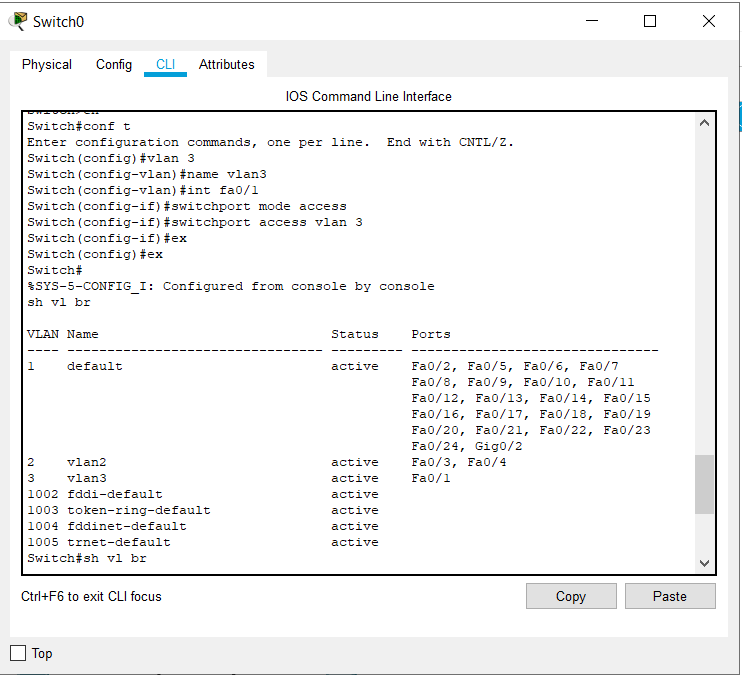 Switch0
Physical Config CLI Attributes
IOS Command Line Interface
Switch#conf t
Enter configuration commands, one per line.  End with CNTL/Z.
Switch(config)#vlan 3
Switch(config-vlan)#name vlan3
Switch(config-vlan)#int fa0/1
Switch(config-if)#switchport mode access
Switch(config-if)#switchport access vlan 3
Switch(config-if)#ex
Switch(config)#ex
Switch#
%SYS-5-CONFIG_I: Configured from console by console
sh vl br
VLAN Name                             Status    Ports
---- -------------------------------- --------- -------------------------------
1    default                          active    Fa0/2, Fa0/5, Fa0/6, Fa0/7
                                                Fa0/8, Fa0/9, Fa0/10, Fa0/11
                                                Fa0/12, Fa0/13, Fa0/14, Fa0/15
                                                Fa0/16, Fa0/17, Fa0/18, Fa0/19
                                                Fa0/20, Fa0/21, Fa0/22, Fa0/23
                                                Fa0/24, Gig0/2
2    vlan2                            active    Fa0/3, Fa0/4
3    vlan3                            active    Fa0/1
1002 fddi-default                     active
1003 token-ring-default               active
1004 fddinet-default                  active
1005 trnet-default                    active
Switch#sh vl br
Ctrl+F6 to exit CLI focus
Copy Paste
Top